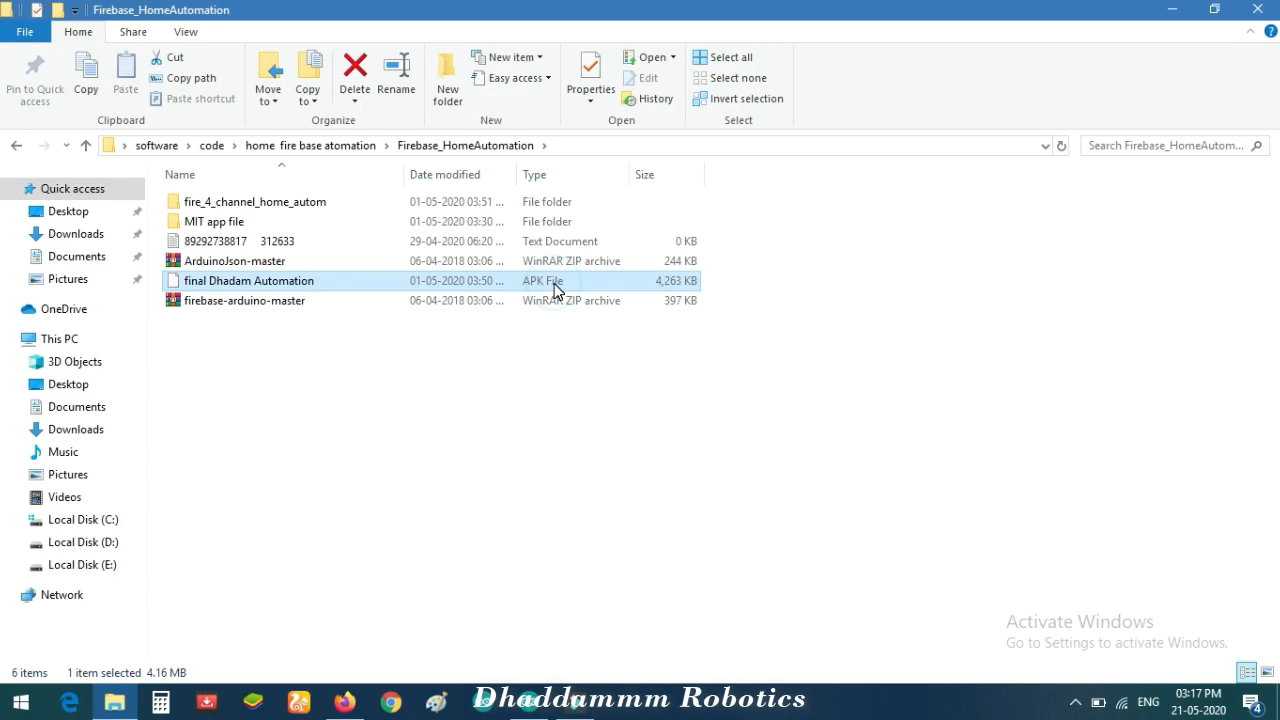 Firebase_HomeAutomation
File Home Share View
Pin to Quick access
Copy
Paste
Cut
Copy path
Paste shortcut
Clipboard
Move to
Copy to
Delete
Rename
Organize
New folder
New item
Easy access
New
Properties
Open
Edit
History
Open
Select all
Select none
Invert selection
Select
software > code > home fire base atomation > Firebase_HomeAutomation >
Search Firebase_HomeAutom...
Name Date modified Type Size
fire_4_channel_home_autom 01-05-2020 03:51 ... File folder
MIT app file 01-05-2020 03:30 ... File folder
89292738817 312633 29-04-2020 06:20 ... Text Document 0 KB
ArduinoJson-master 06-04-2018 03:06 ... WinRAR ZIP archive 244 KB
final Dhadam Automation 01-05-2020 03:50 ... APK File 4,263 KB
firebase-arduino-master 06-04-2018 03:06 ... WinRAR ZIP archive 397 KB
Quick access
Desktop
Downloads
Documents
Pictures
OneDrive
This PC
3D Objects
Desktop
Documents
Downloads
Music
Pictures
Videos
Local Disk (C:)
Local Disk (D:)
Local Disk (E:)
Network
Activate Windows
Go to Settings to activate Windows.
6 items 1 item selected 4.16 MB
Dhaddummm Robotics
ENG
03:17 PM
21-05-2020
4